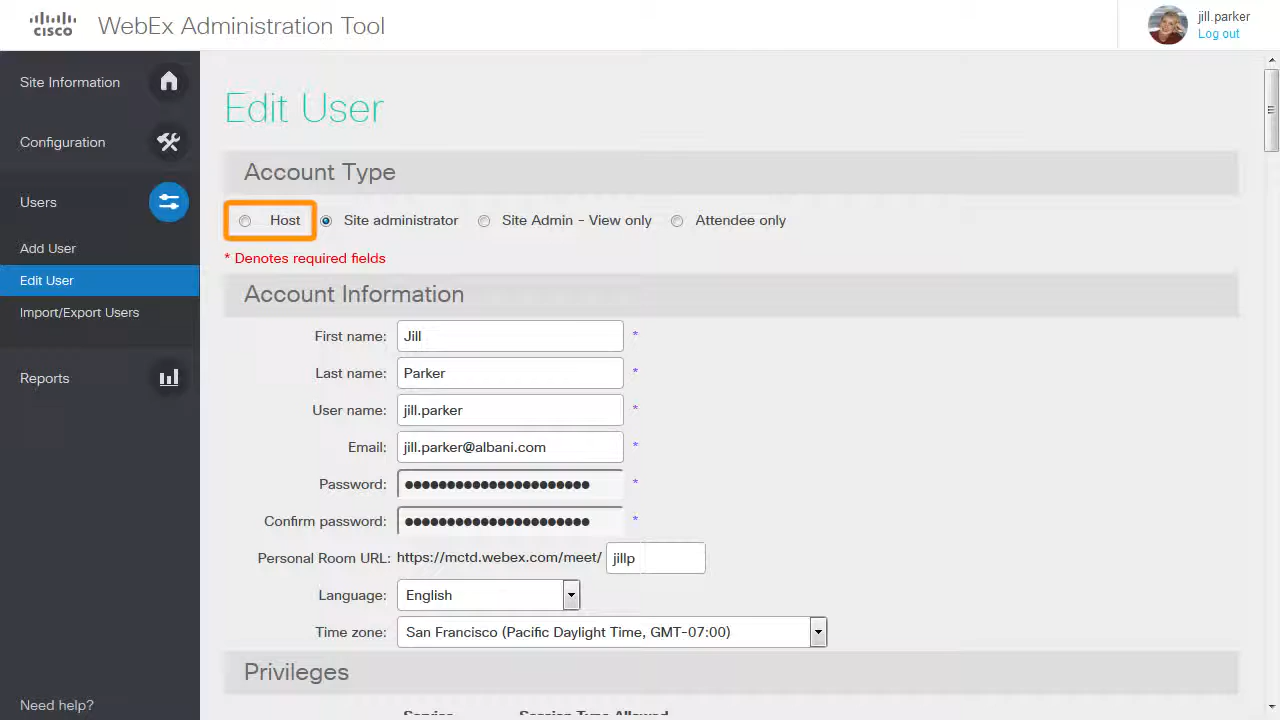 CISCO WebEx Administration Tool
jill.parker
Log out
Site Information
Configuration
Users
Add User
Edit User
Import/Export Users
Reports
Need help?
Edit User
Account Type
Host Site administrator Site Admin - View only Attendee only
* Denotes required fields
Account Information
First name: Jill *
Last name: Parker *
User name: jill.parker *
Email: jill.parker@albani.com *
Password: ●●●●●●●●●●●●●●●●●●●●●● *
Confirm password: ●●●●●●●●●●●●●●●●●●●●●● *
Personal Room URL: https://mctd.webex.com/meet/ jillp
Language: English
Time zone: San Francisco (Pacific Daylight Time, GMT-07:00)
Privileges
Service Session Type Allowed